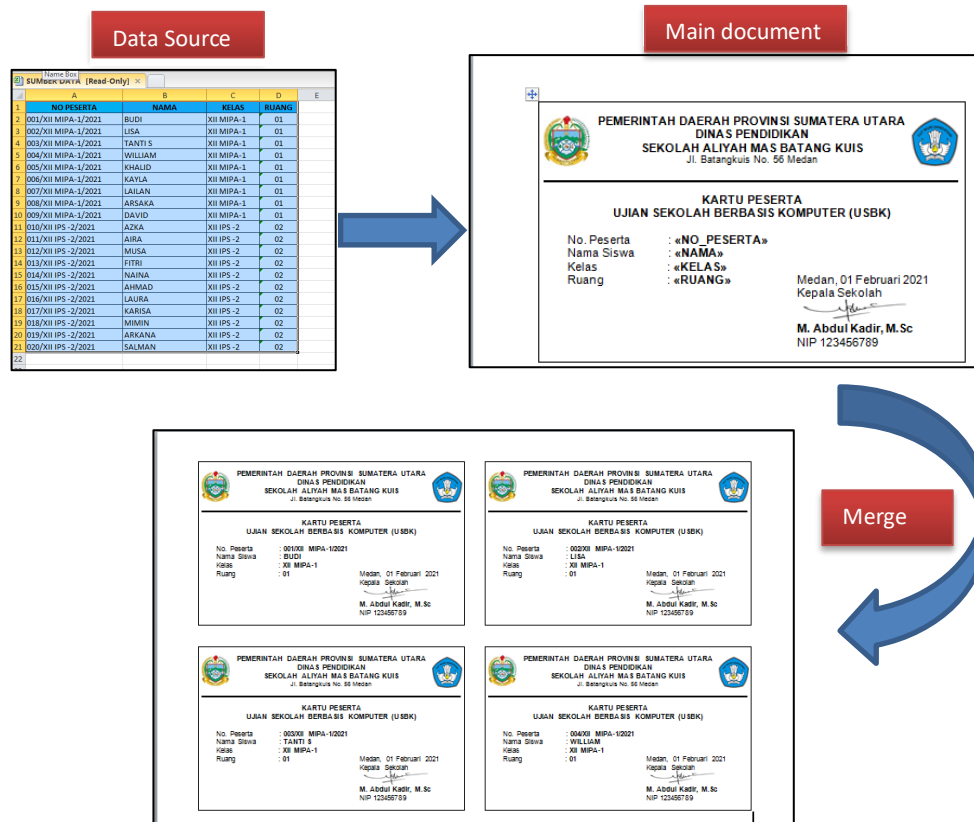 Data Source
Main document
Name Box
SUMBER DATA [Read-Only]
A B C D E
1 NO PESERTA NAMA KELAS RUANG
2 001/XII MIPA-1/2021 BUDI XII MIPA-1 01
3 002/XII MIPA-1/2021 LISA XII MIPA-1 01
4 003/XII MIPA-1/2021 TANTI S XII MIPA-1 01
5 004/XII MIPA-1/2021 WILLIAM XII MIPA-1 01
6 005/XII MIPA-1/2021 KHALID XII MIPA-1 01
7 006/XII MIPA-1/2021 KAYLA XII MIPA-1 01
8 007/XII MIPA-1/2021 LAILAN XII MIPA-1 01
9 008/XII MIPA-1/2021 ARSAKA XII MIPA-1 01
10 009/XII MIPA-1/2021 DAVID XII MIPA-1 01
11 010/XII IPS -2/2021 AZKA XII IPS -2 02
12 011/XII IPS -2/2021 AIRA XII IPS -2 02
13 012/XII IPS -2/2021 MUSA XII IPS -2 02
14 013/XII IPS -2/2021 FITRI XII IPS -2 02
15 014/XII IPS -2/2021 NAINA XII IPS -2 02
16 015/XII IPS -2/2021 AHMAD XII IPS -2 02
17 016/XII IPS -2/2021 LAURA XII IPS -2 02
18 017/XII IPS -2/2021 KARISA XII IPS -2 02
19 018/XII IPS -2/2021 MIMIN XII IPS -2 02
20 019/XII IPS -2/2021 ARKANA XII IPS -2 02
21 020/XII IPS -2/2021 SALMAN XII IPS -2 02
22
PEMERINTAH DAERAH PROVINSI SUMATERA UTARA
DINAS PENDIDIKAN
SEKOLAH ALIYAH MAS BATANG KUIS
Jl. Batangkuis No. 56 Medan
KARTU PESERTA
UJIAN SEKOLAH BERBASIS KOMPUTER (USBK)
No. Peserta : «NO_PESERTA»
Nama Siswa : «NAMA»
Kelas : «KELAS»
Ruang : «RUANG»
Medan, 01 Februari 2021
Kepala Sekolah
M. Abdul Kadir, M.Sc
NIP 123456789
Merge
PEMERINTAH DAERAH PROVINSI SUMATERA UTARA
DINAS PENDIDIKAN
SEKOLAH ALIYAH MAS BATANG KUIS
Jl. Batangkuis No. 56 Medan
KARTU PESERTA
UJIAN SEKOLAH BERBASIS KOMPUTER (USBK)
No. Peserta : 001/XII MIPA-1/2021
Nama Siswa : BUDI
Kelas : XII MIPA-1
Ruang : 01
Medan, 01 Februari 2021
Kepala Sekolah
M. Abdul Kadir, M.Sc
NIP 123456789
PEMERINTAH DAERAH PROVINSI SUMATERA UTARA
DINAS PENDIDIKAN
SEKOLAH ALIYAH MAS BATANG KUIS
Jl. Batangkuis No. 56 Medan
KARTU PESERTA
UJIAN SEKOLAH BERBASIS KOMPUTER (USBK)
No. Peserta : 002/XII MIPA-1/2021
Nama Siswa : LISA
Kelas : XII MIPA-1
Ruang : 01
Medan, 01 Februari 2021
Kepala Sekolah
M. Abdul Kadir, M.Sc
NIP 123456789
PEMERINTAH DAERAH PROVINSI SUMATERA UTARA
DINAS PENDIDIKAN
SEKOLAH ALIYAH MAS BATANG KUIS
Jl. Batangkuis No. 56 Medan
KARTU PESERTA
UJIAN SEKOLAH BERBASIS KOMPUTER (USBK)
No. Peserta : 003/XII MIPA-1/2021
Nama Siswa : TANTI S
Kelas : XII MIPA-1
Ruang : 01
Medan, 01 Februari 2021
Kepala Sekolah
M. Abdul Kadir, M.Sc
NIP 123456789
PEMERINTAH DAERAH PROVINSI SUMATERA UTARA
DINAS PENDIDIKAN
SEKOLAH ALIYAH MAS BATANG KUIS
Jl. Batangkuis No. 56 Medan
KARTU PESERTA
UJIAN SEKOLAH BERBASIS KOMPUTER (USBK)
No. Peserta : 004/XII MIPA-1/2021
Nama Siswa : WILLIAM
Kelas : XII MIPA-1
Ruang : 01
Medan, 01 Februari 2021
Kepala Sekolah
M. Abdul Kadir, M.Sc
NIP 123456789